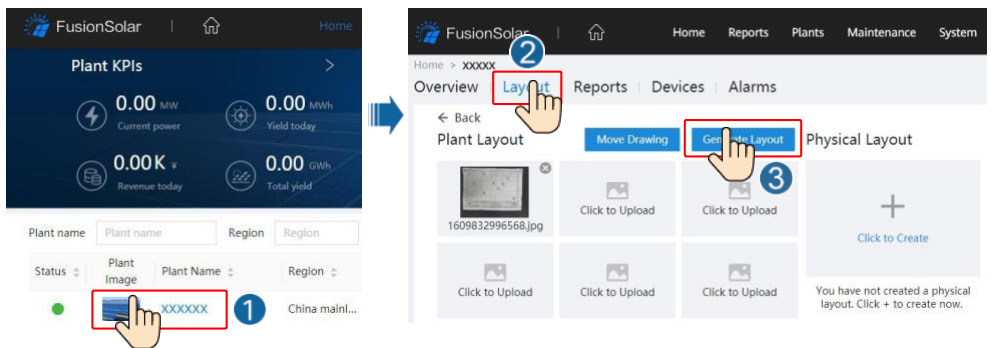 FusionSolar
Home
Plant KPIs >
0.00 MW
Current power
0.00 MWh
Yield today
0.00K ¥
Revenue today
0.00 GWh
Total yield
Plant name Plant name Region Region
Status Plant Image Plant Name Region
XXXXXX China mainl...
1
FusionSolar
Home Reports Plants Maintenance System
2
Home > XXXXX
Overview Layout Reports Devices Alarms
← Back
Plant Layout Move Drawing Generate Layout Physical Layout
3
1609832996568.jpg
Click to Upload
Click to Upload
Click to Create
Click to Upload
Click to Upload
Click to Upload
You have not created a physical
layout. Click + to create now.